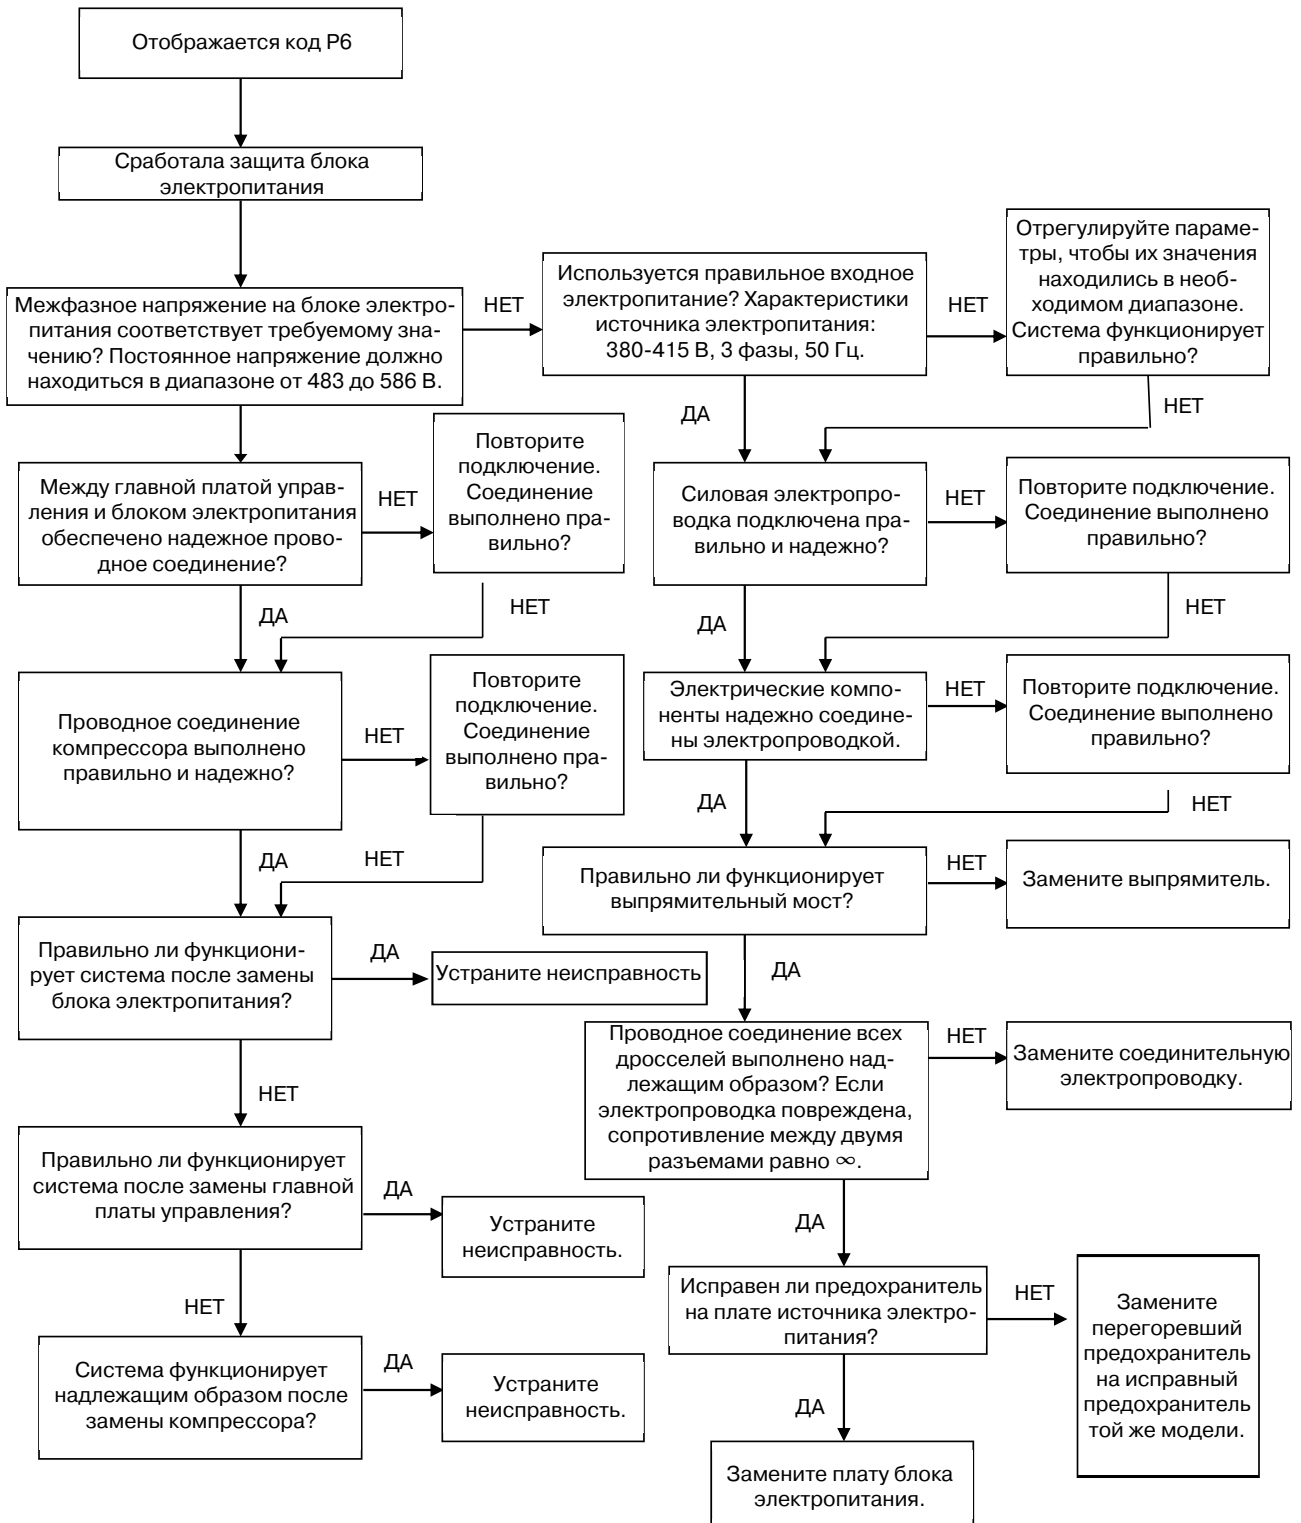 Отображается код P6
Сработала защита блока
электропитания
Межфазное напряжение на блоке электро-
питания соответствует требуемому зна-
чению? Постоянное напряжение должно
находиться в диапазоне от 483 до 586 В.
НЕТ
Используется правильное входное
электропитание? Характеристики
источника электропитания:
380-415 В, 3 фазы, 50 Гц.
НЕТ
Отрегулируйте параме-
тры, чтобы их значения
находились в необ-
ходимом диапазоне.
Система функционирует
правильно?
ДА
НЕТ
Между главной платой управ-
ления и блоком электропитания
обеспечено надежное прово-
дное соединение?
НЕТ
Повторите
подключение.
Соединение
выполнено пра-
вильно?
Силовая электропро-
водка подключена пра-
вильно и надежно?
НЕТ
Повторите подключение.
Соединение выполнено
правильно?
ДА
НЕТ
ДА
НЕТ
Проводное соединение
компрессора выполнено
правильно и надежно?
НЕТ
Повторите
подключение.
Соединение
выполнено пра-
вильно?
Электрические компо-
ненты надежно соедине-
ны электропроводкой.
НЕТ
Повторите подключение.
Соединение выполнено
правильно?
ДА
НЕТ
ДА
НЕТ
Правильно ли функционирует
выпрямительный мост?
НЕТ
Замените выпрямитель.
Правильно ли функциони-
рует система после замены
блока электропитания?
ДА
Устраните неисправность
ДА
Проводное соединение всех
дросселей выполнено над-
лежащим образом? Если
электропроводка повреждена,
сопротивление между двумя
разъемами равно ∞.
НЕТ
Замените соединительную
электропроводку.
НЕТ
Правильно ли функционирует
система после замены главной
платы управления?
ДА
Устраните
неисправность.
ДА
Исправен ли предохранитель
на плате источника электро-
питания?
НЕТ
Замените
перегоревший
предохранитель
на исправный
предохранитель
той же модели.
НЕТ
Система функционирует
надлежащим образом после
замены компрессора?
ДА
Устраните
неисправность.
ДА
Замените плату блока
электропитания.